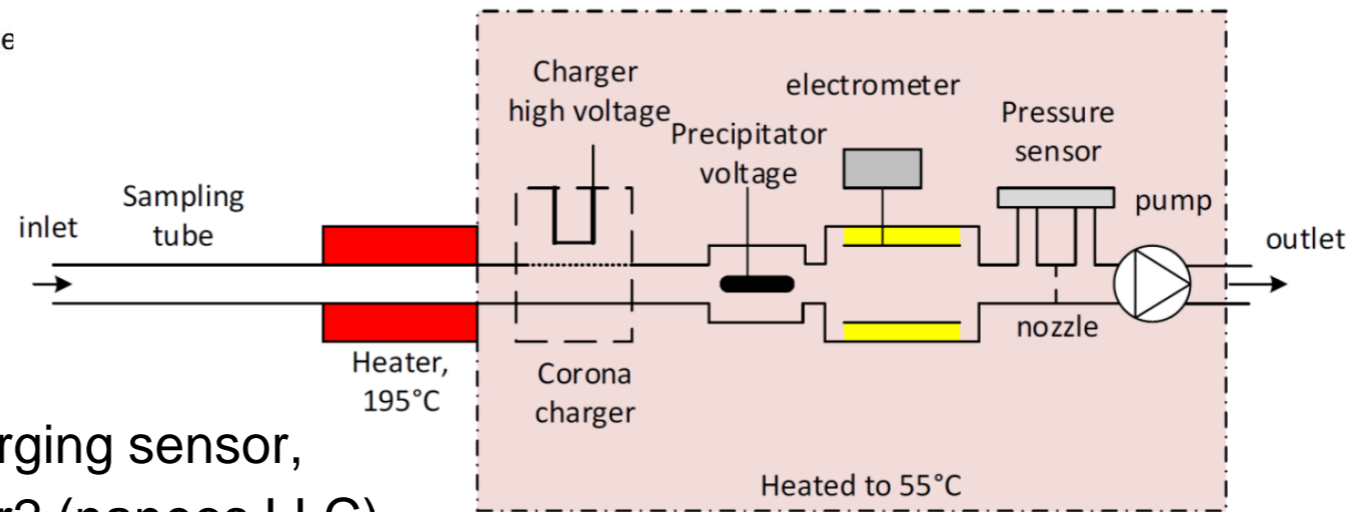 Charger
high voltage
electrometer
Precipitator
voltage
Pressure
sensor
pump
Sampling
tube
inlet
outlet
nozzle
Heater,
195°C
Corona
charger
Heated to 55°C
rging sensor,